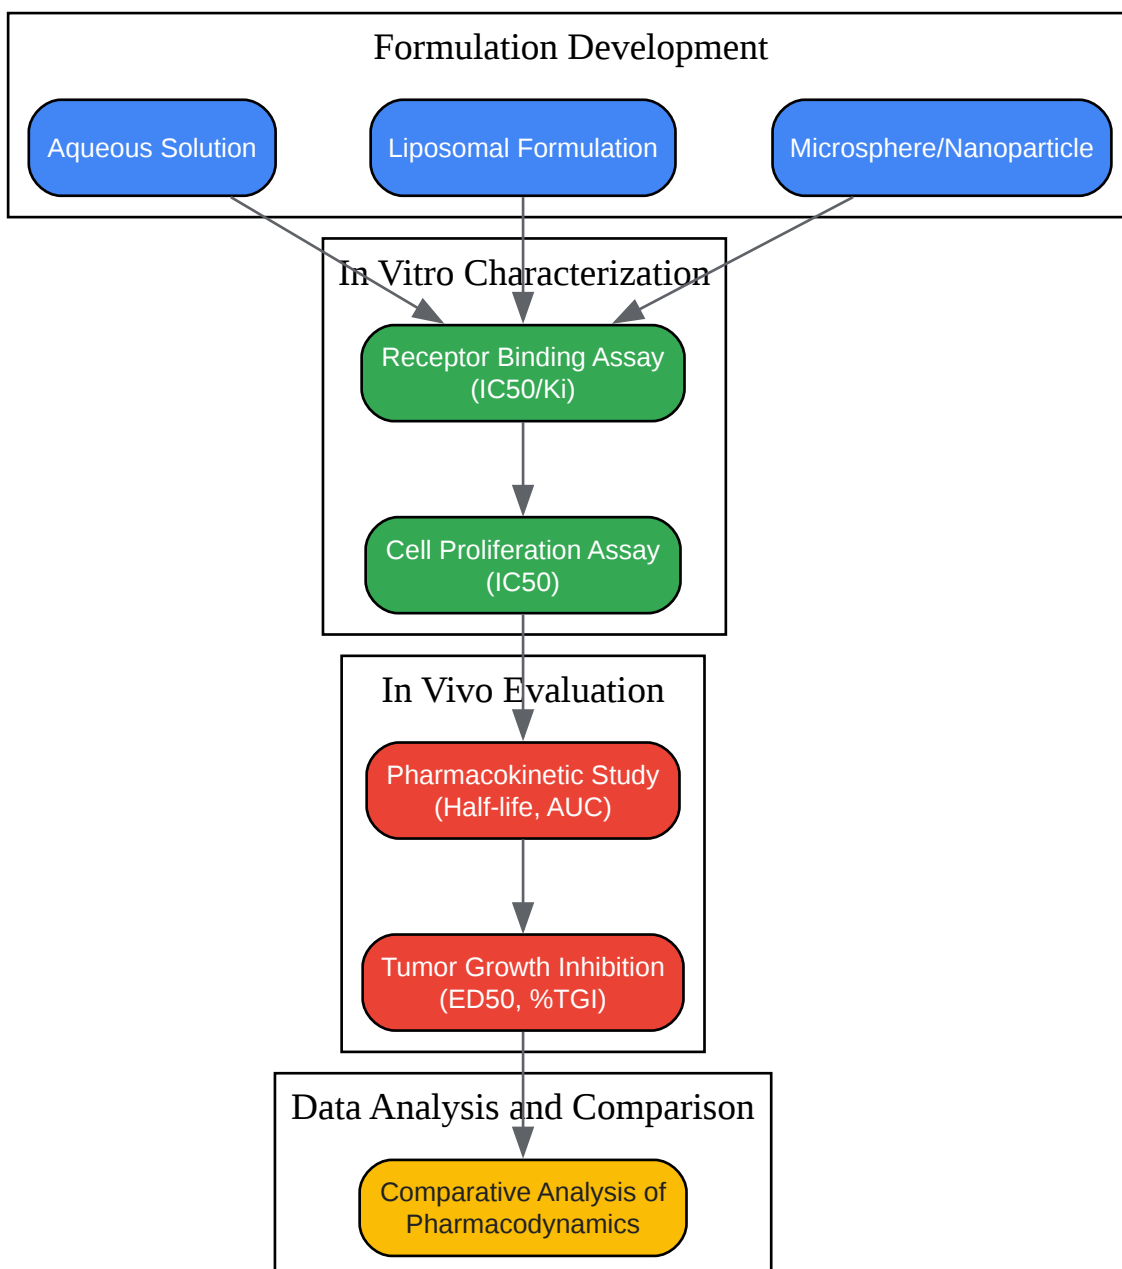 Formulation Development
Aqueous Solution
Liposomal Formulation
Microsphere/Nanoparticle
In Vitro Characterization
Receptor Binding Assay
(IC50/Ki)
Cell Proliferation Assay
(IC50)
In Vivo Evaluation
Pharmacokinetic Study
(Half-life, AUC)
Tumor Growth Inhibition
(ED50, %TGI)
Data Analysis and Comparison
Comparative Analysis of
Pharmacodynamics